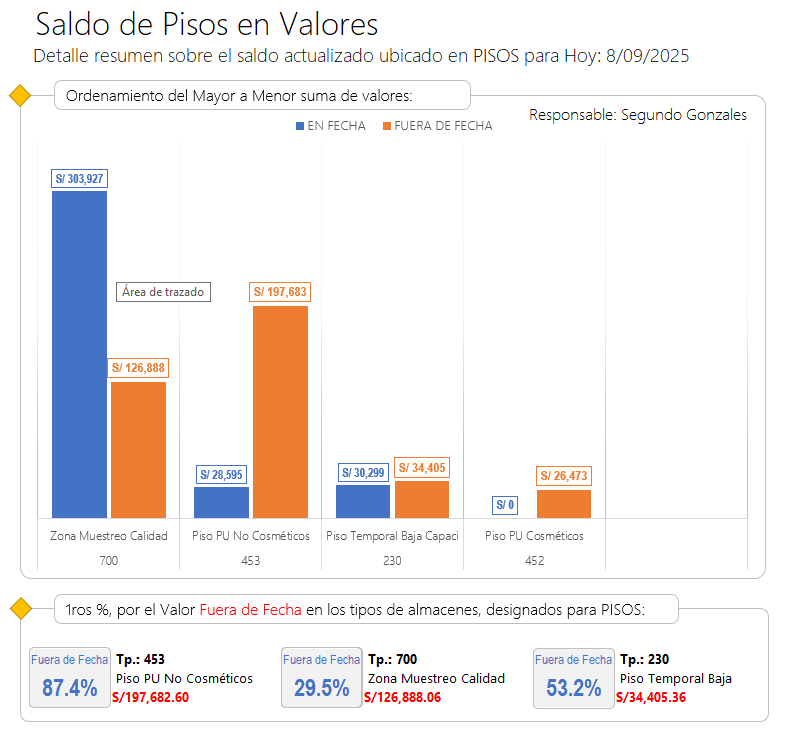 Saldo de Pisos en Valores
Detalle resumen sobre el saldo actualizado ubicado en PISOS para Hoy: 8/09/2025
Ordenamiento del Mayor a Menor suma de valores:
Responsable: Segundo Gonzales
EN FECHA FUERA DE FECHA
S/ 303,927
Área de trazado
S/ 197,683
S/ 126,888
S/ 28,595
S/ 30,299
S/ 34,405
S/ 0
S/ 26,473
Zona Muestreo Calidad Piso PU No Cosméticos Piso Temporal Baja Capaci Piso PU Cosméticos
700 453 230 452
1ros %, por el Valor Fuera de Fecha en los tipos de almacenes, designados para PISOS:
Fuera de Fecha
87.4%
Tp.: 453
Piso PU No Cosméticos
S/197,682.60
Fuera de Fecha
29.5%
Tp.: 700
Zona Muestreo Calidad
S/126,888.06
Fuera de Fecha
53.2%
Tp.: 230
Piso Temporal Baja
S/34,405.36